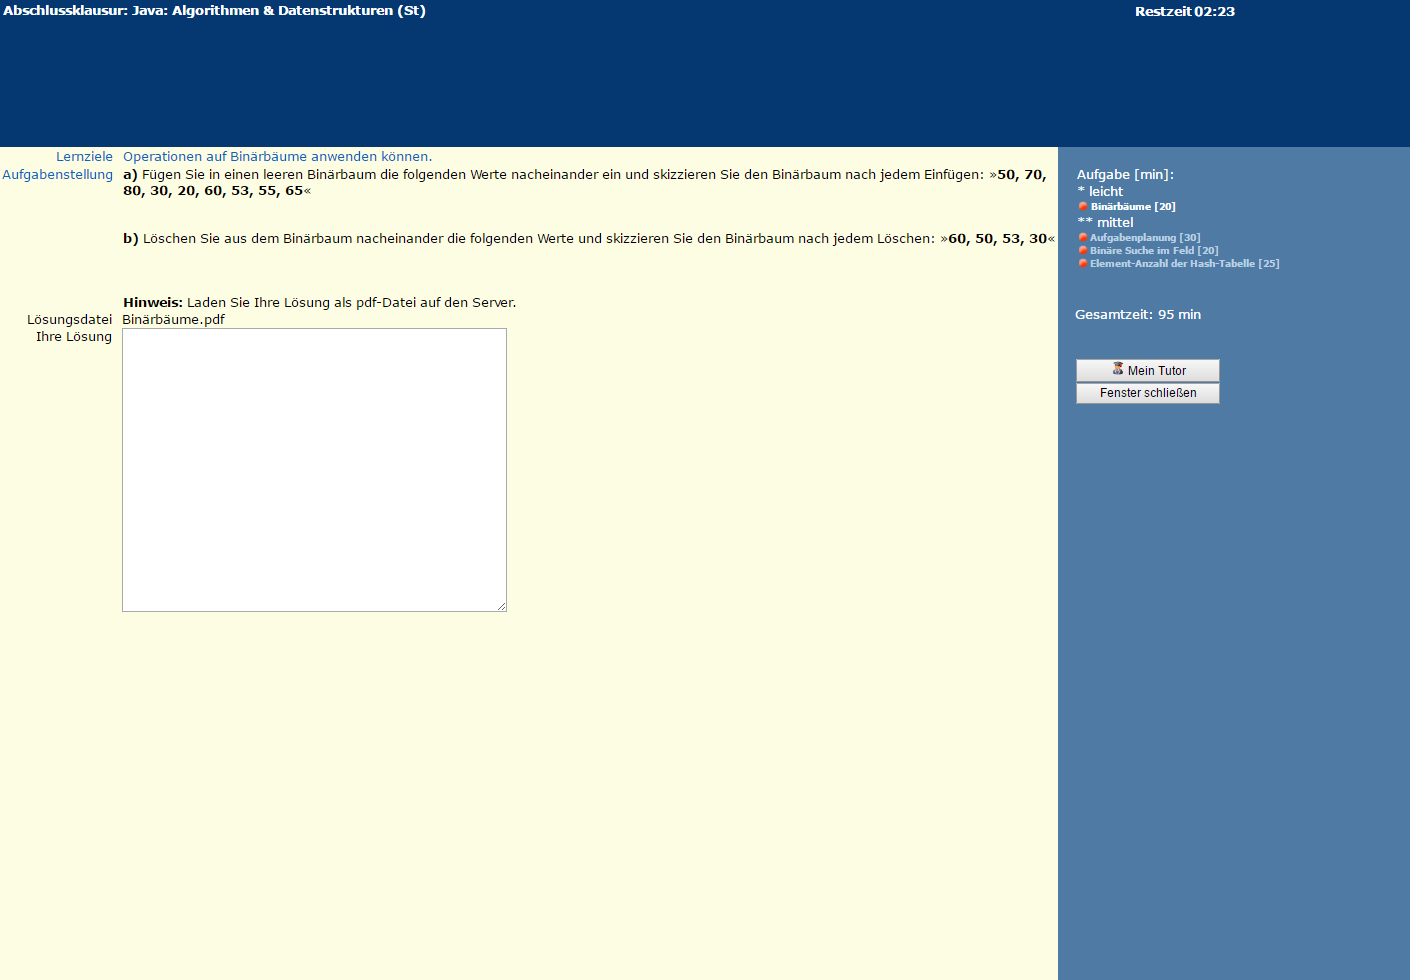 Abschlussklausur: Java: Algorithmen & Datenstrukturen (St)
Restzeit 02:23
Lernziele Operationen auf Binärbäume anwenden können.
Aufgabenstellung a) Fügen Sie in einen leeren Binärbaum die folgenden Werte nacheinander ein und skizzieren Sie den Binärbaum nach jedem Einfügen: »50, 70,
80, 30, 20, 60, 53, 55, 65«
b) Löschen Sie aus dem Binärbaum nacheinander die folgenden Werte und skizzieren Sie den Binärbaum nach jedem Löschen: »60, 50, 53, 30«
Hinweis: Laden Sie Ihre Lösung als pdf-Datei auf den Server.
Lösungsdatei Binärbäume.pdf
Ihre Lösung
Aufgabe [min]:
* leicht
Binärbäume [20]
** mittel
Aufgabenplanung [30]
Binäre Suche im Feld [20]
Element-Anzahl der Hash-Tabelle [25]
Gesamtzeit: 95 min
Mein Tutor
Fenster schließen